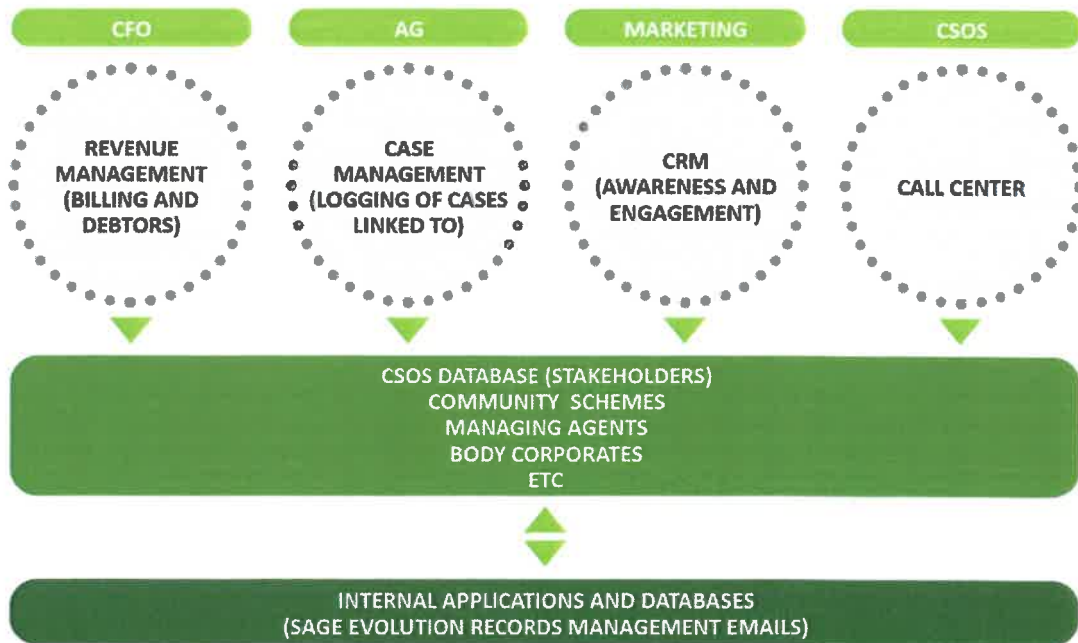 CFO
AG
MARKETING
CSOS
REVENUE
MANAGEMENT
(BILLING AND
DEBTORS)
CASE
MANAGEMENT
(LOGGING OF CASES
LINKED TO)
CRM
(AWARENESS AND
ENGAGEMENT)
CALL CENTER
CSOS DATABASE (STAKEHOLDERS)
COMMUNITY SCHEMES
MANAGING AGENTS
BODY CORPORATES
ETC
INTERNAL APPLICATIONS AND DATABASES
(SAGE EVOLUTION RECORDS MANAGEMENT EMAILS)